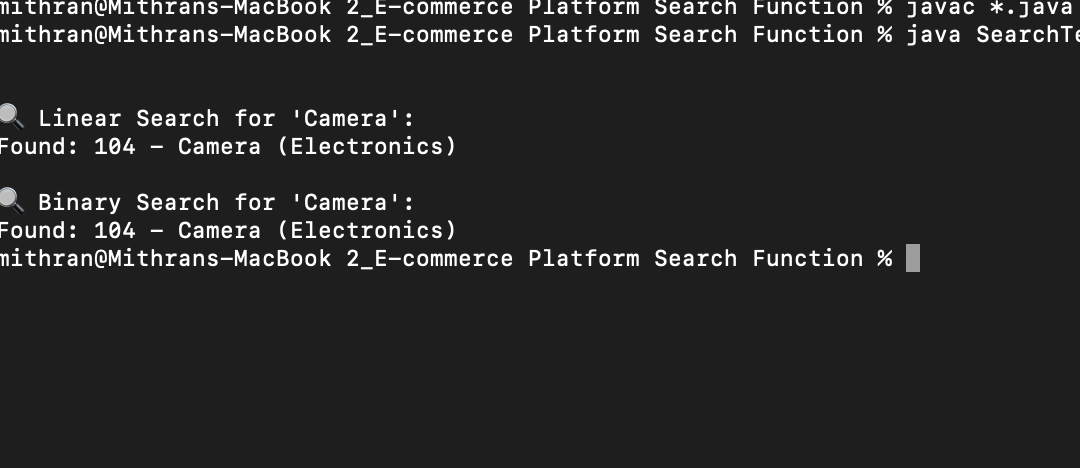 mithran@Mithrans-MacBook 2_E-commerce Platform Search Function % javac *.java
mithran@Mithrans-MacBook 2_E-commerce Platform Search Function % java
🔍 Linear Search for 'Camera':
Found: 104 - Camera (Electronics)
🔍 Binary Search for 'Camera':
Found: 104 - Camera (Electronics)
mithran@Mithrans-MacBook 2_E-commerce Platform Search Function %